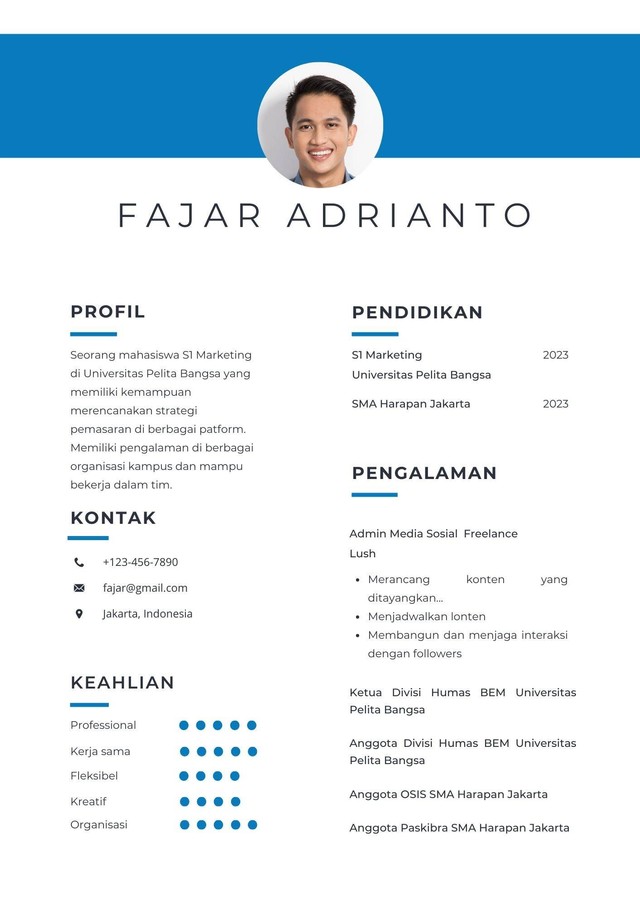 FAJAR ADRIANTO
PROFIL
Seorang mahasiswa S1 Marketing
di Universitas Pelita Bangsa yang
memiliki kemampuan
merencanakan strategi
pemasaran di berbagai patform.
Memiliki pengalaman di berbagai
organisasi kampus dan mampu
bekerja dalam tim.
KONTAK
+123-456-7890
fajar@gmail.com
Jakarta, Indonesia
KEAHLIAN
Professional
Kerja sama
Fleksibel
Kreatif
Organisasi
PENDIDIKAN
S1 Marketing 2023
Universitas Pelita Bangsa
SMA Harapan Jakarta 2023
PENGALAMAN
Admin Media Sosial Freelance
Lush
• Merancang konten yang
ditayangkan...
• Menjadwalkan lonten
• Membangun dan menjaga interaksi
dengan followers
Ketua Divisi Humas BEM Universitas
Pelita Bangsa
Anggota Divisi Humas BEM Universitas
Pelita Bangsa
Anggota OSIS SMA Harapan Jakarta
Anggota Paskibra SMA Harapan Jakarta